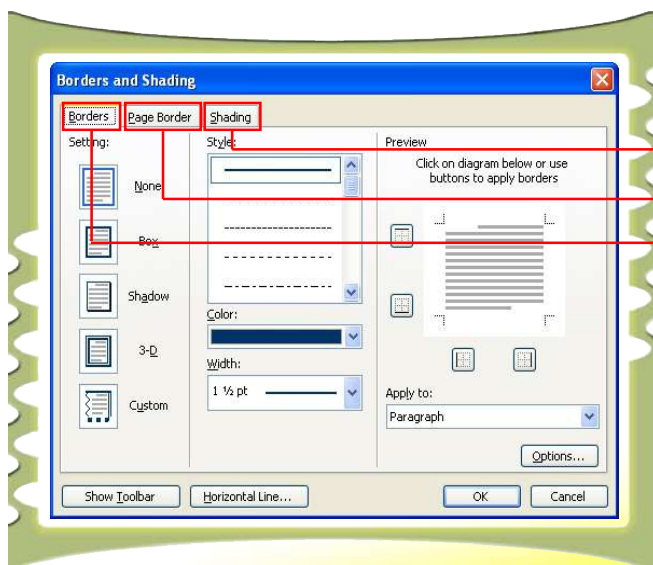 Borders and Shading
Borders Page Border Shading
Setting:
None
Box
Shadow
3-D
Custom
Style:
Color:
Width:
1 ½ pt
Preview
Click on diagram below or use
buttons to apply borders
Apply to:
Paragraph
Options...
Show Toolbar Horizontal Line... OK Cancel